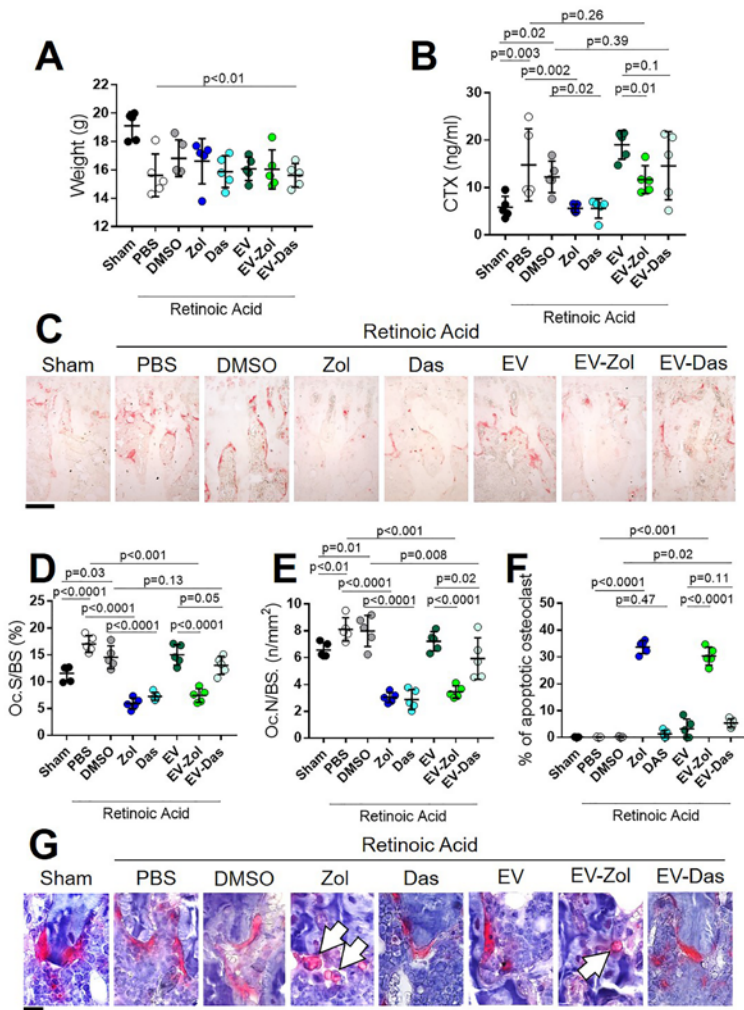 A
p<0.01
Weight (g)
20
18
16
14
12
Sham
PBS
DMSO
Zol
Das
EV
EV-Zol
EV-Das
Retinoic Acid
B
p=0.26
p=0.02
p=0.39
p=0.003
p=0.1
p=0.002
p=0.02
p=0.01
CTX (ng/ml)
30
20
10
0
Sham
PBS
DMSO
Zol
Das
EV
EV-Zol
EV-Das
Retinoic Acid
C
Retinoic Acid
Sham PBS DMSO Zol Das EV EV-Zol EV-Das
D
p<0.001
p=0.03
p=0.13
p<0.0001
p=0.05
p<0.0001
p<0.0001
p<0.0001
Oc.S/BS (%)
25
20
15
10
5
0
Sham
PBS
DMSO
Zol
Das
EV
EV-Zol
EV-Das
Retinoic Acid
E
p<0.001
p=0.01
p=0.008
p<0.01
p=0.02
p<0.0001
p<0.0001
p<0.0001
Oc.N/BS. (n/mm²)
8
6
4
2
0
Sham
PBS
DMSO
Zol
Das
EV
EV-Zol
EV-Das
Retinoic Acid
F
p<0.001
p=0.02
p<0.0001
p=0.11
p=0.47
p<0.0001
% of apoptotic osteoclast
50
40
30
20
10
0
Sham
PBS
DMSO
Zol
DAS
EV
EV-Zol
EV-Das
Retinoic Acid
G
Retinoic Acid
Sham PBS DMSO Zol Das EV EV-Zol EV-Das